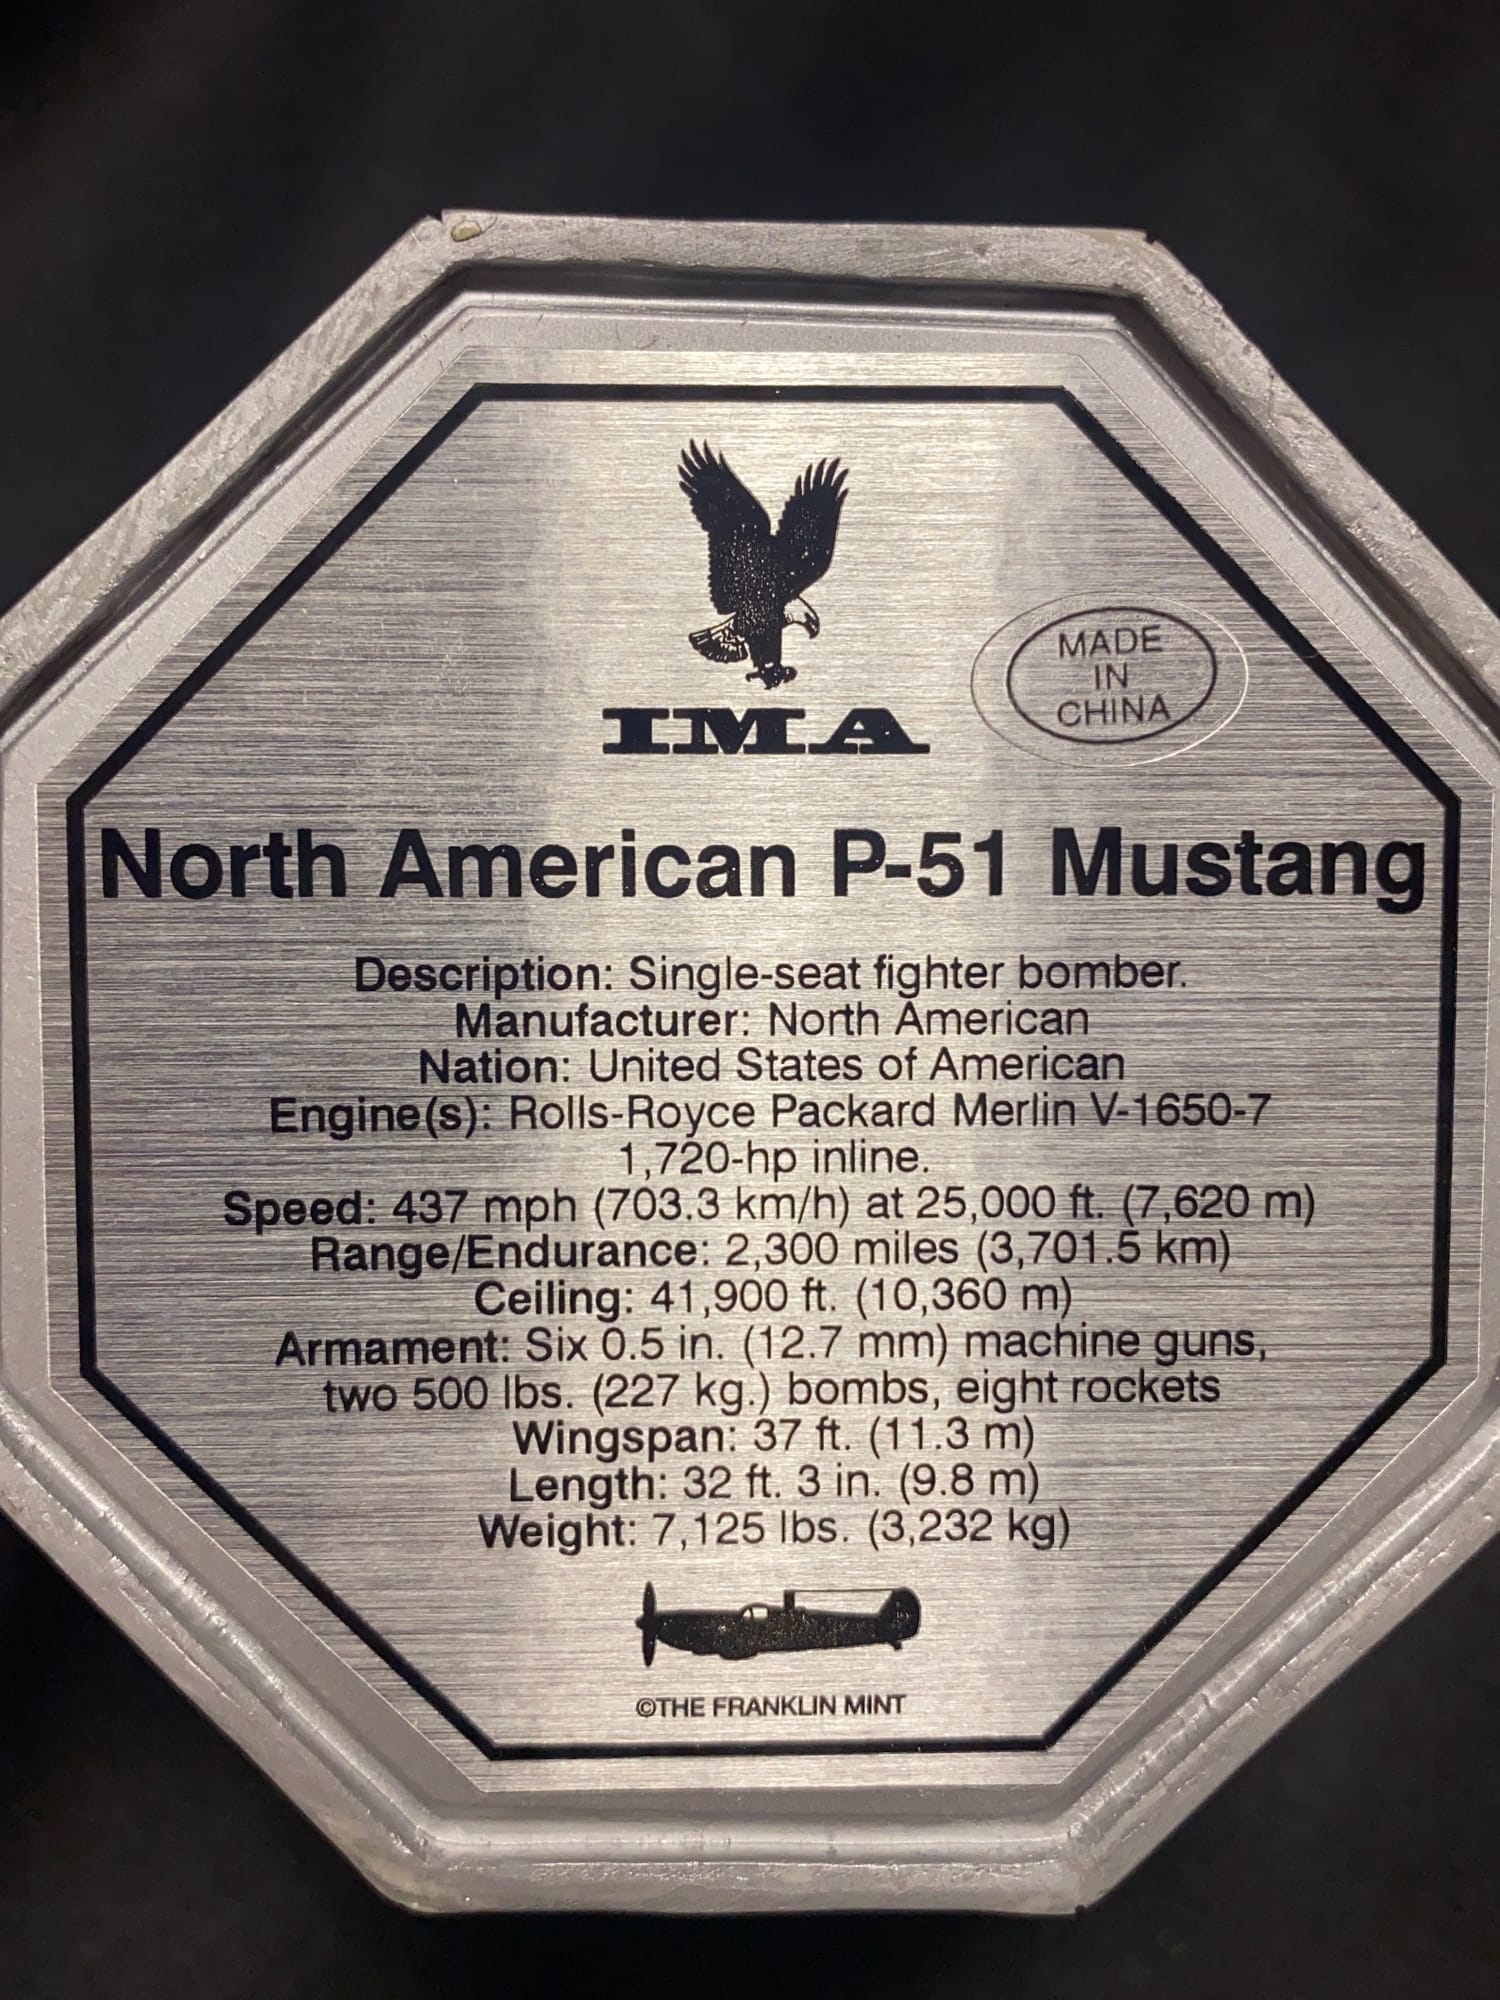 MADE
IN
CHINA
IMA
North American P-51 Mustang
Description: Single-seat fighter bomber.
Manufacturer: North American
Nation: United States of American
Engine(s): Rolls-Royce Packard Merlin V-1650-7
1,720-hp inline.
Speed: 437 mph (703.3 km/h) at 25,000 ft. (7,620 m)
Range/Endurance: 2,300 miles (3,701.5 km)
Ceiling: 41,900 ft. (10,360 m)
Armament: Six 0.5 in. (12.7 mm) machine guns,
two 500 lbs. (227 kg.) bombs, eight rockets
Wingspan: 37 ft. (11.3 m)
Length: 32 ft. 3 in. (9.8 m)
Weight: 7,125 lbs. (3,232 kg)
©THE FRANKLIN MINT